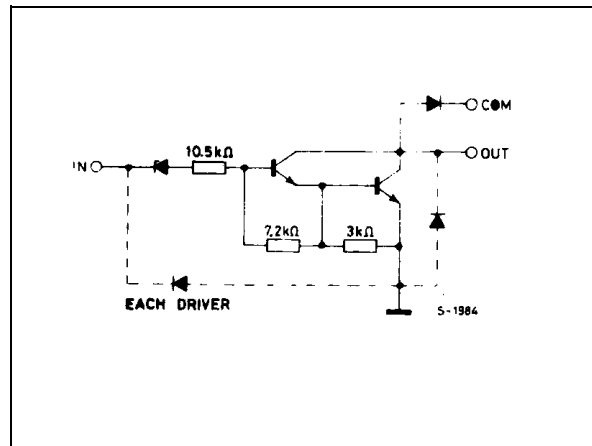 COM
OUT
IN
10.5kΩ
7.2kΩ
3kΩ
EACH DRIVER
S-1984